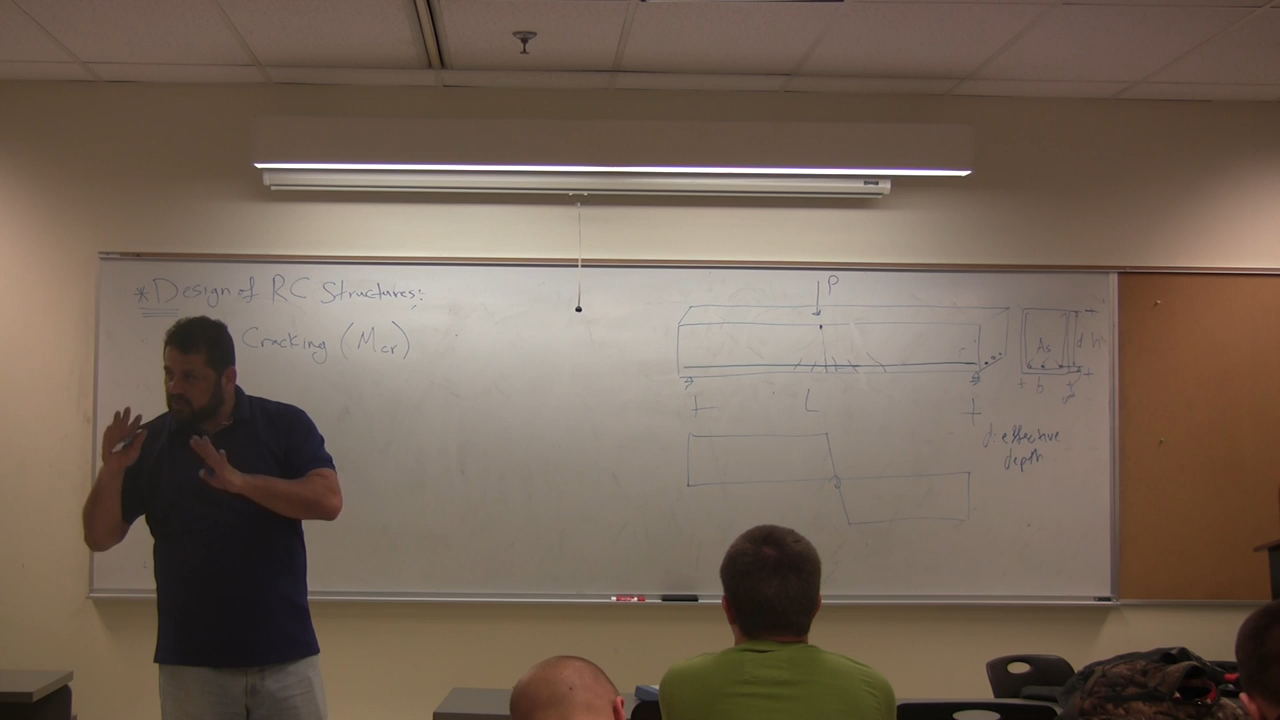 *Design of RC Structures:
Cracking (Mcr)
P
As
d h
b
L
d: effective
depth